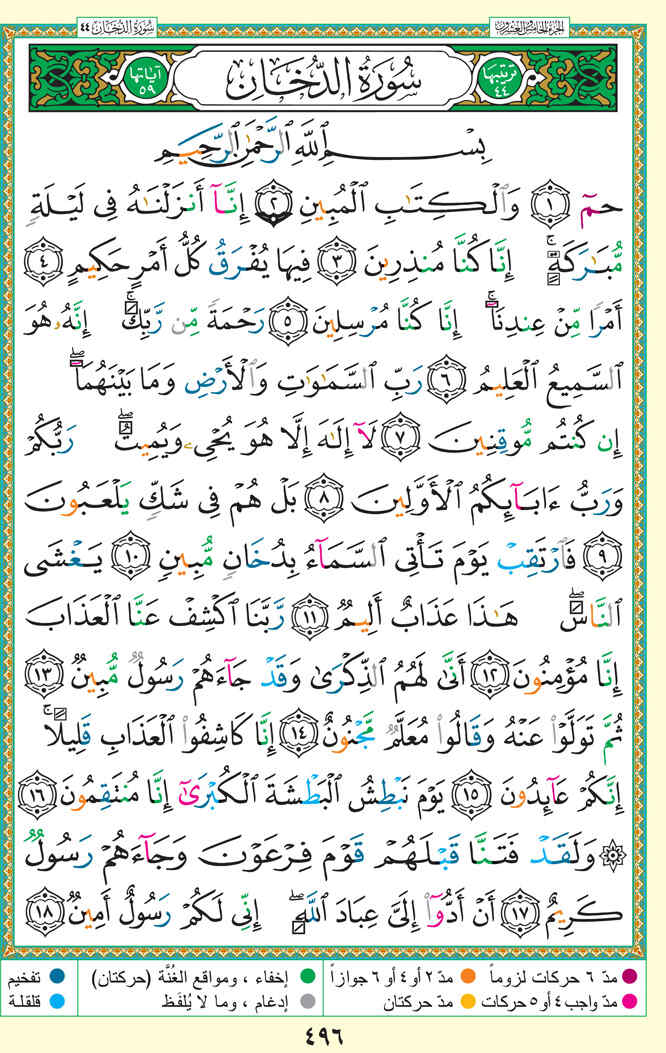 سُورَةُ الدُّخَان ٤٤
الجزء الخامس والعشرون
ترتيبها ٤٤
سُورَةُ الدُّخَانِ
آياتها ٥٩
بِسْمِ ٱللَّهِ ٱلرَّحْمَٰنِ ٱلرَّحِيمِ
حمٓ ١ وَٱلْكِتَٰبِ ٱلْمُبِينِ ٢ إِنَّآ أَنزَلْنَٰهُ فِى لَيْلَةٍ
مُّبَٰرَكَةٍ ۚ إِنَّا كُنَّا مُنذِرِينَ ٣ فِيهَا يُفْرَقُ كُلُّ أَمْرٍ حَكِيمٍ ٤
أَمْرًا مِّنْ عِندِنَآ ۚ إِنَّا كُنَّا مُرْسِلِينَ ٥ رَحْمَةً مِّن رَّبِّكَ ۚ إِنَّهُۥ هُوَ
ٱلسَّمِيعُ ٱلْعَلِيمُ ٦ رَبِّ ٱلسَّمَٰوَٰتِ وَٱلْأَرْضِ وَمَا بَيْنَهُمَآ ۖ
إِن كُنتُم مُّوقِنِينَ ٧ لَآ إِلَٰهَ إِلَّا هُوَ يُحْىِۦ وَيُمِيتُ ۖ رَبُّكُمْ
وَرَبُّ ءَابَآئِكُمُ ٱلْأَوَّلِينَ ٨ بَلْ هُمْ فِى شَكٍّ يَلْعَبُونَ
٩ فَٱرْتَقِبْ يَوْمَ تَأْتِى ٱلسَّمَآءُ بِدُخَانٍ مُّبِينٍ ١٠ يَغْشَى
ٱلنَّاسَ ۖ هَٰذَا عَذَابٌ أَلِيمٌ ١١ رَّبَّنَا ٱكْشِفْ عَنَّا ٱلْعَذَابَ
إِنَّا مُؤْمِنُونَ ١٢ أَنَّىٰ لَهُمُ ٱلذِّكْرَىٰ وَقَدْ جَآءَهُمْ رَسُولٌ مُّبِينٌ ١٣
ثُمَّ تَوَلَّوْا۟ عَنْهُ وَقَالُوا۟ مُعَلَّمٌ مَّجْنُونٌ ١٤ إِنَّا كَاشِفُوا۟ ٱلْعَذَابِ قَلِيلًا ۚ
إِنَّكُمْ عَآئِدُونَ ١٥ يَوْمَ نَبْطِشُ ٱلْبَطْشَةَ ٱلْكُبْرَىٰٓ إِنَّا مُنتَقِمُونَ ١٦
۞ وَلَقَدْ فَتَنَّا قَبْلَهُمْ قَوْمَ فِرْعَوْنَ وَجَآءَهُمْ رَسُولٌ
كَرِيمٌ ١٧ أَنْ أَدُّوٓا۟ إِلَىَّ عِبَادَ ٱللَّهِ ۖ إِنِّى لَكُمْ رَسُولٌ أَمِينٌ ١٨
مدّ ٦ حركات لزوماً مدّ ٢ أو ٤ أو ٦ جوازاً إخفاء ، ومواقع الغُنَّة (حركتان) تفخيم
مدّ واجب ٤ أو ٥ حركات مدّ حركتان إدغام ، وما لا يُلفَظ قلقلة
٤٩٦